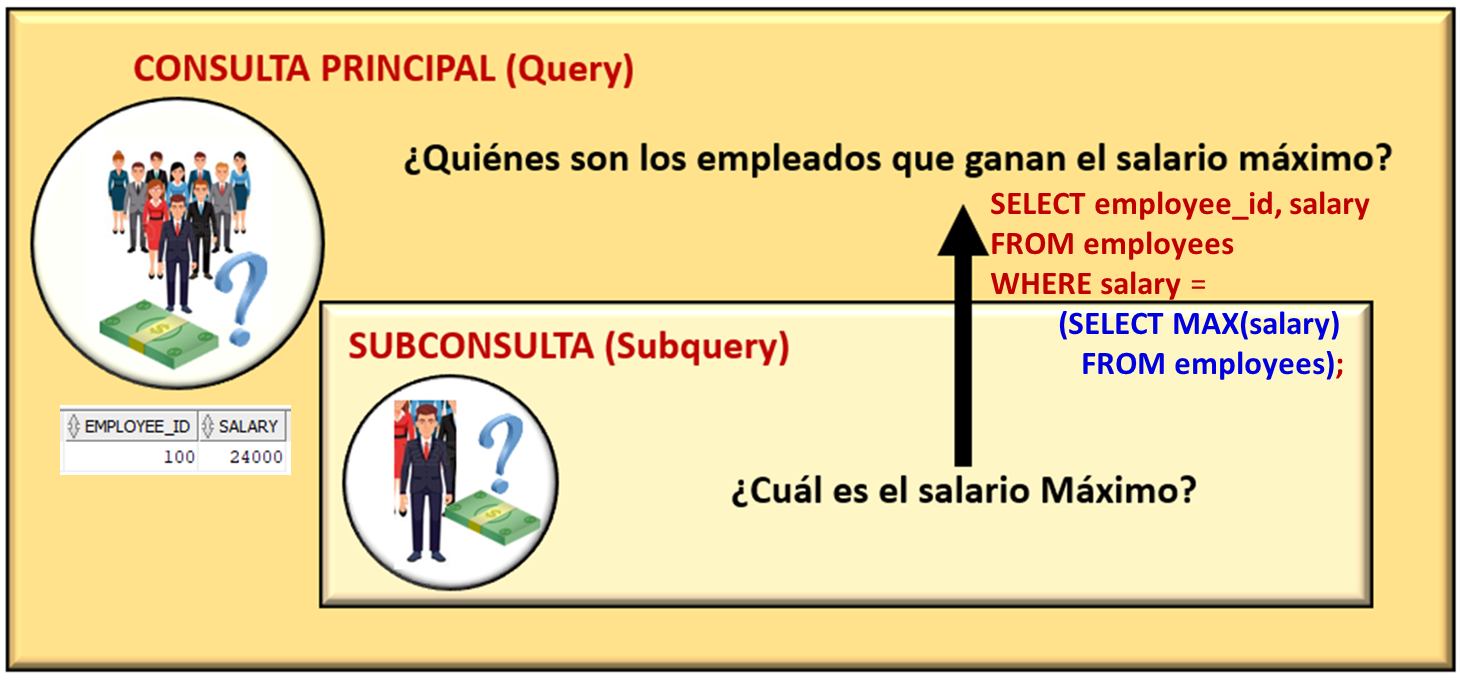 CONSULTA PRINCIPAL (Query)
¿Quiénes son los empleados que ganan el salario máximo?
SELECT employee_id, salary
FROM employees
WHERE salary =
(SELECT MAX(salary)
FROM employees);
SUBCONSULTA (Subquery)
EMPLOYEE_ID SALARY
100 24000
¿Cuál es el salario Máximo?